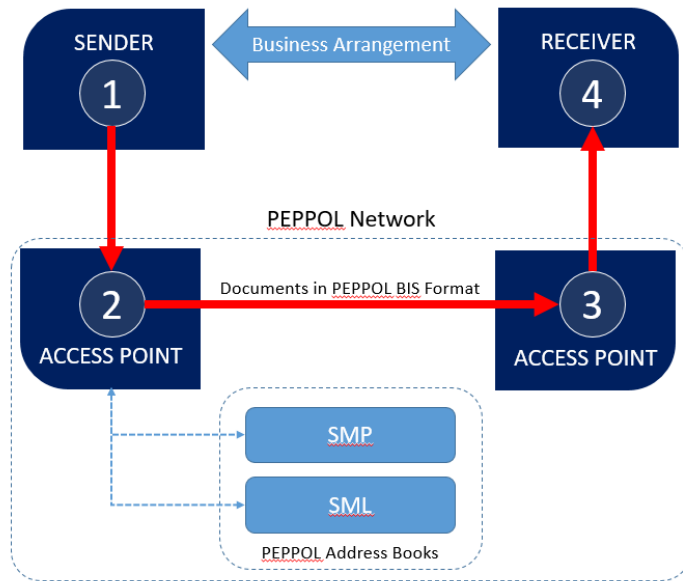 SENDER
Business Arrangement
RECEIVER
1
4
PEPPOL Network
2
Documents in PEPPOL BIS Format
3
ACCESS POINT
ACCESS POINT
SMP
SML
PEPPOL Address Books